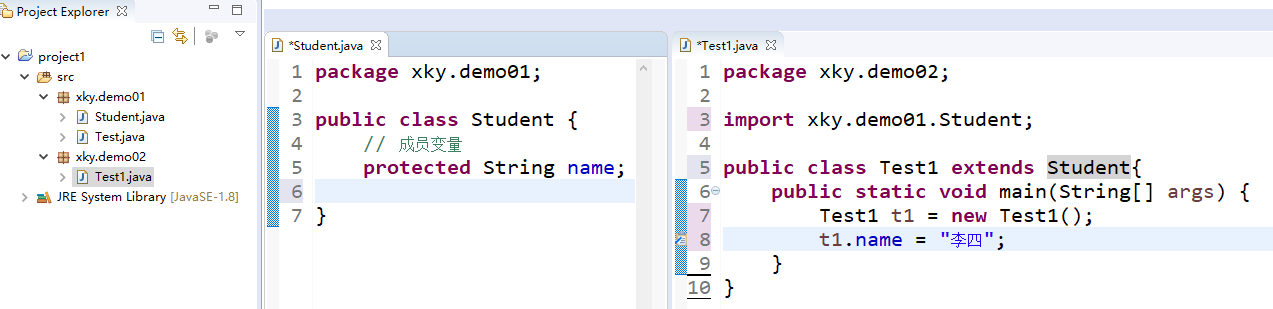 Project Explorer
project1
src
xky.demo01
Student.java
Test.java
xky.demo02
Test1.java
JRE System Library [JavaSE-1.8]
*Student.java
1 package xky.demo01;
2
3 public class Student {
4 // 成员变量
5 protected String name;
6
7 }
*Test1.java
1 package xky.demo02;
2
3 import xky.demo01.Student;
4
5 public class Test1 extends Student{
6 public static void main(String[] args) {
7 Test1 t1 = new Test1();
8 t1.name = "李四";
9 }
10 }